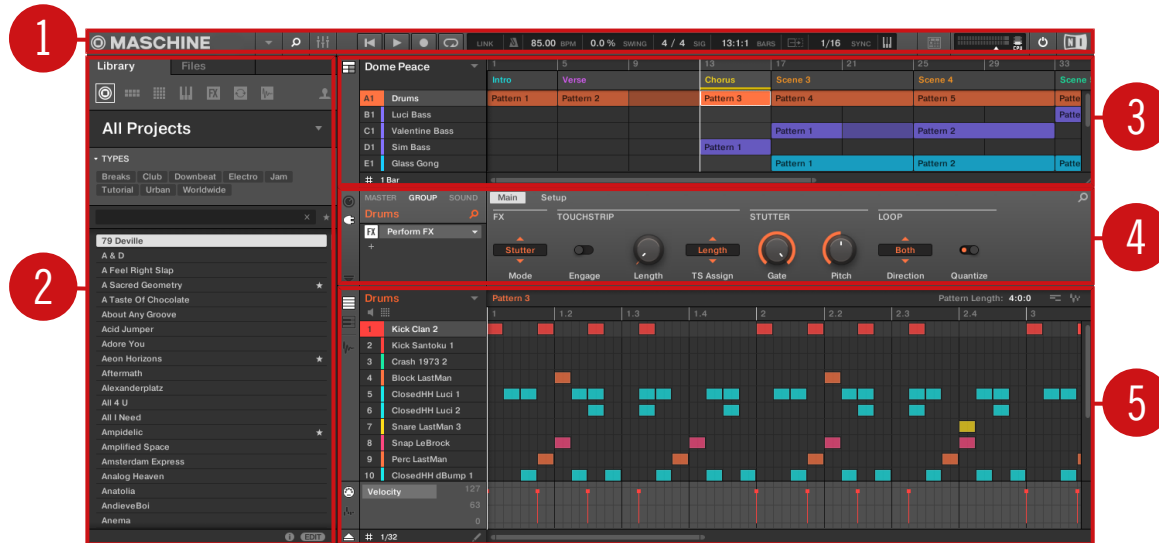 1
MASCHINE
LINK 85.00 BPM 0.0 % SWING 4 / 4 SIG 13:1:1 BARS 1/16 SYNC CPU
Library Files
FX
All Projects
TYPES
Breaks Club Downbeat Electro Jam
Tutorial Urban Worldwide
79 Deville
A & D
A Feel Right Slap
A Sacred Geometry
A Taste Of Chocolate
About Any Groove
Acid Jumper
Adore You
Aeon Horizons
Aftermath
Alexanderplatz
All 4 U
All I Need
Ampidelic
Amplified Space
Amsterdam Express
Analog Heaven
Anatolia
AndieveBoi
Anema
EDIT
2
Dome Peace 1 5 9 13 17 21 25 29 33
Intro Verse Chorus Scene 3 Scene 4 Scene
A1 Drums Pattern 1 Pattern 2 Pattern 3 Pattern 4 Pattern 5 Patte
B1 Luci Bass Patte
C1 Valentine Bass Pattern 1 Pattern 2
D1 Sim Bass Pattern 1
E1 Glass Gong Pattern 1 Pattern 2 Patte
# 1 Bar
3
MASTER GROUP SOUND Main Setup
Drums FX TOUCHSTRIP STUTTER LOOP
FX Perform FX
+ Stutter Length Both
Mode Engage Length TS Assign Gate Pitch Direction Quantize
4
Drums Pattern 3 Pattern Length: 4:0:0
1 1.2 1.3 1.4 2 2.2 2.3 2.4 3
1 Kick Clan 2
2 Kick Santoku 1
3 Crash 1973 2
4 Block LastMan
5 ClosedHH Luci 1
6 ClosedHH Luci 2
7 Snare LastMan 3
8 Snap LeBrock
9 Perc LastMan
10 ClosedHH dBump 1
Velocity 127
63
0
# 1/32
5